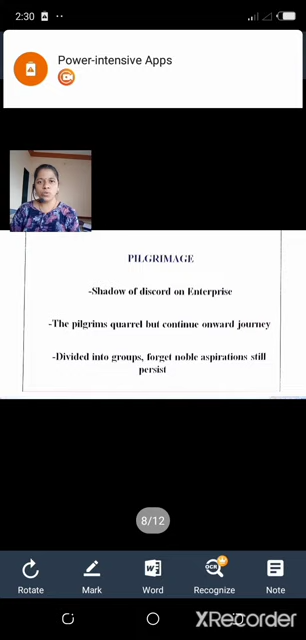 2:30
Power-intensive Apps
PILGRIMAGE
-Shadow of discord on Enterprise
-The pilgrims quarrel but continue onward journey
-Divided into groups, forget noble aspirations still
persist
8/12
W
OCR
Rotate
Mark
Word
Recognize
Note
XRecorder